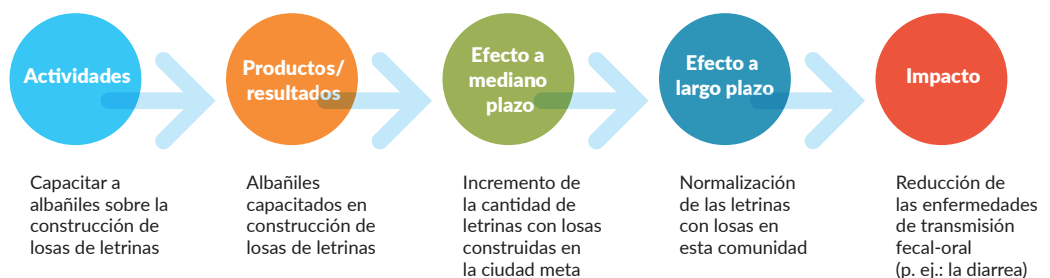 Actividades
Productos/
resultados
Efecto a
mediano
plazo
Efecto a
largo plazo
Impacto
Capacitar a
albañiles sobre la
construcción de
losas de letrinas
Albañiles
capacitados en
construcción de
losas de letrinas
Incremento de
la cantidad de
letrinas con losas
construidas en
la ciudad meta
Normalización
de las letrinas
con losas en
esta comunidad
Reducción de
las enfermedades
de transmisión
fecal-oral
(p. ej.: la diarrea)